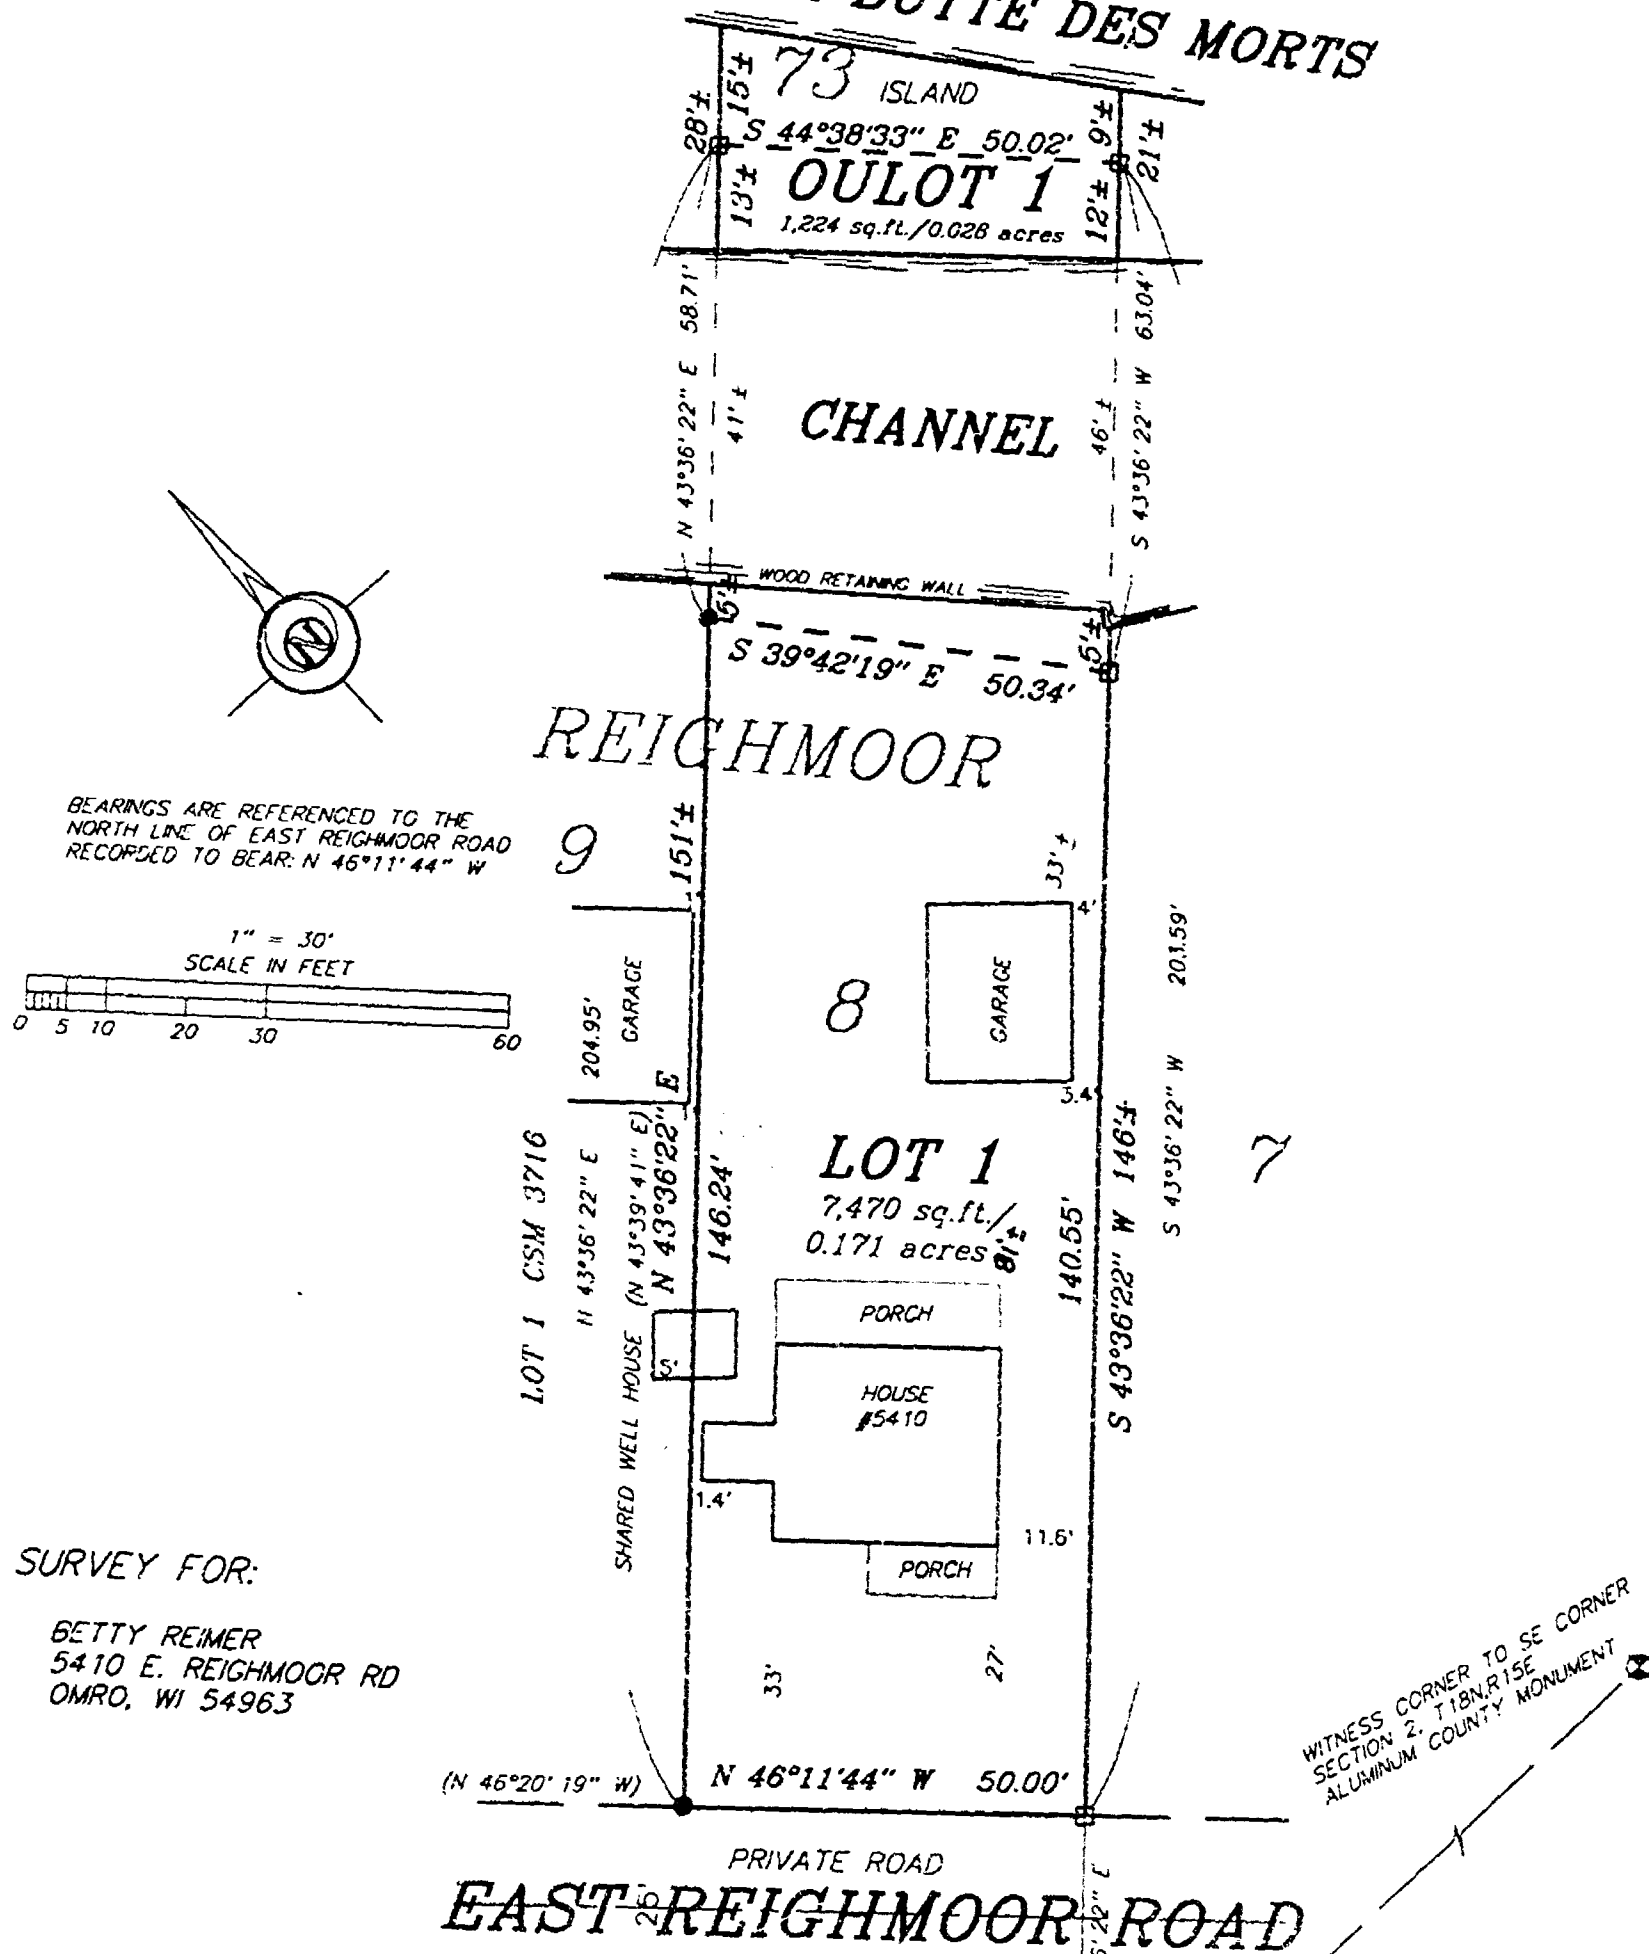 BUTTE DES MORTS
73 ISLAND
28'±
15'±
9'±
21'±
S 44°38'33" E 50.02'
OULOT 1
1,224 sq.ft./0.028 acres
13'±
12'±
N 43°36'22" E 58.71'
41'±
CHANNEL
46'±
S 43°36'22" W 63.04'
WOOD RETAINING WALL
5'±
5'±
S 39°42'19" E 50.34'
REIGHMOOR
N
BEARINGS ARE REFERENCED TO THE
NORTH LINE OF EAST REIGHMOOR ROAD
RECORDED TO BEAR: N 46°11'44" W
9
151'±
33'±
4'
1" = 30'
SCALE IN FEET
0 5 10 20 30 60
204.95'
GARAGE
8
GARAGE
3.4'
201.59'
S 43°36'22" W
7
LOT 1 CSM 3716
N 43°36'22" E
(N 43°39'41" E)
N 43°36'22" E
146.24'
LOT 1
7,470 sq.ft./
0.171 acres
81'±
140.55'
S 43°36'22" W 146'±
SHARED WELL HOUSE
5'
PORCH
HOUSE
#5410
1.4'
11.6'
PORCH
33'
27'
SURVEY FOR:
BETTY REIMER
5410 E. REIGHMOOR RD
OMRO, WI 54963
WITNESS CORNER TO SE CORNER
SECTION 2, T18N,R15E
ALUMINUM COUNTY MONUMENT
(N 46°20'19" W)
N 46°11'44" W 50.00'
PRIVATE ROAD
EAST REIGHMOOR ROAD
25'
22" E